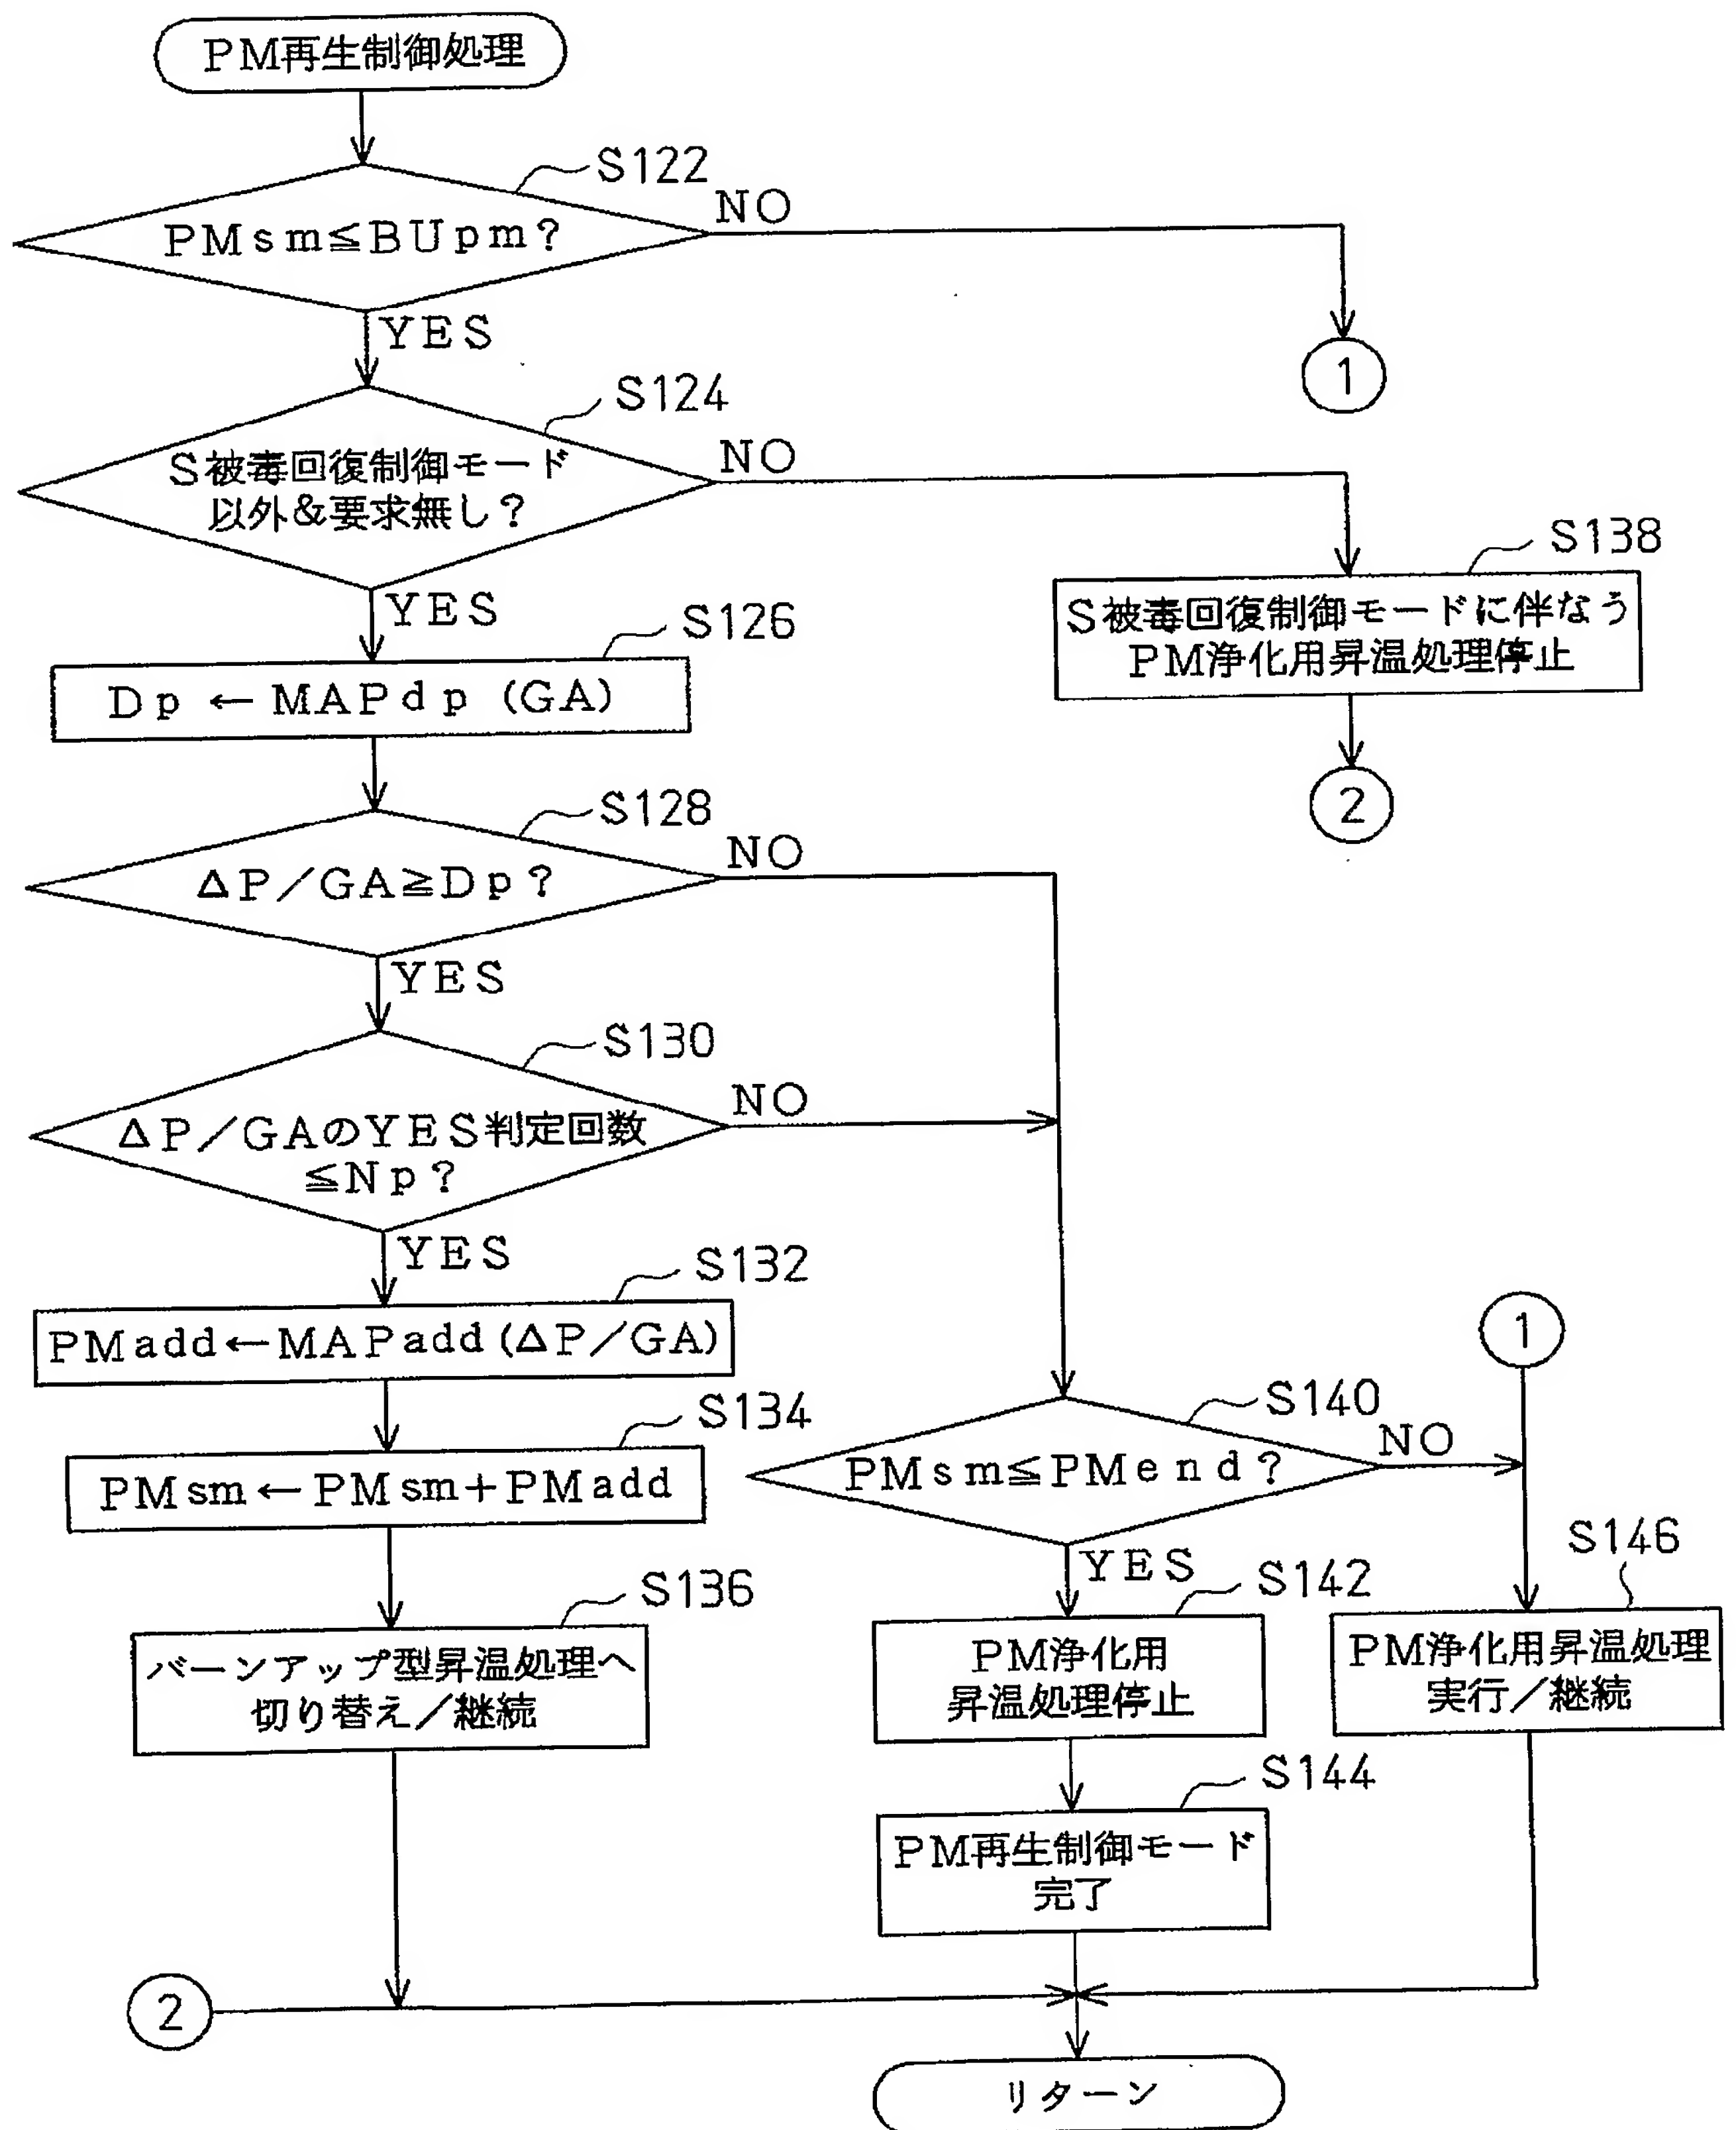 PM再生制御処理
S122
PMsm≦BUpm?
NO
YES
1
S124
S被毒回復制御モード
以外&要求無し?
NO
YES
S138
S被毒回復制御モードに伴なう
PM浄化用昇温処理停止
2
S126
Dp ← MAPdp (GA)
S128
ΔP/GA≧Dp?
NO
YES
S130
ΔP/GAのYES判定回数
≦Np?
NO
YES
S132
PMadd←MAPadd(ΔP/GA)
S134
PMsm←PMsm+PMadd
S136
バーンアップ型昇温処理へ
切り替え/継続
1
S140
PMsm≦PMend?
NO
YES
S142
PM浄化用
昇温処理停止
S144
PM再生制御モード
完了
S146
PM浄化用昇温処理
実行/継続
2
リターン